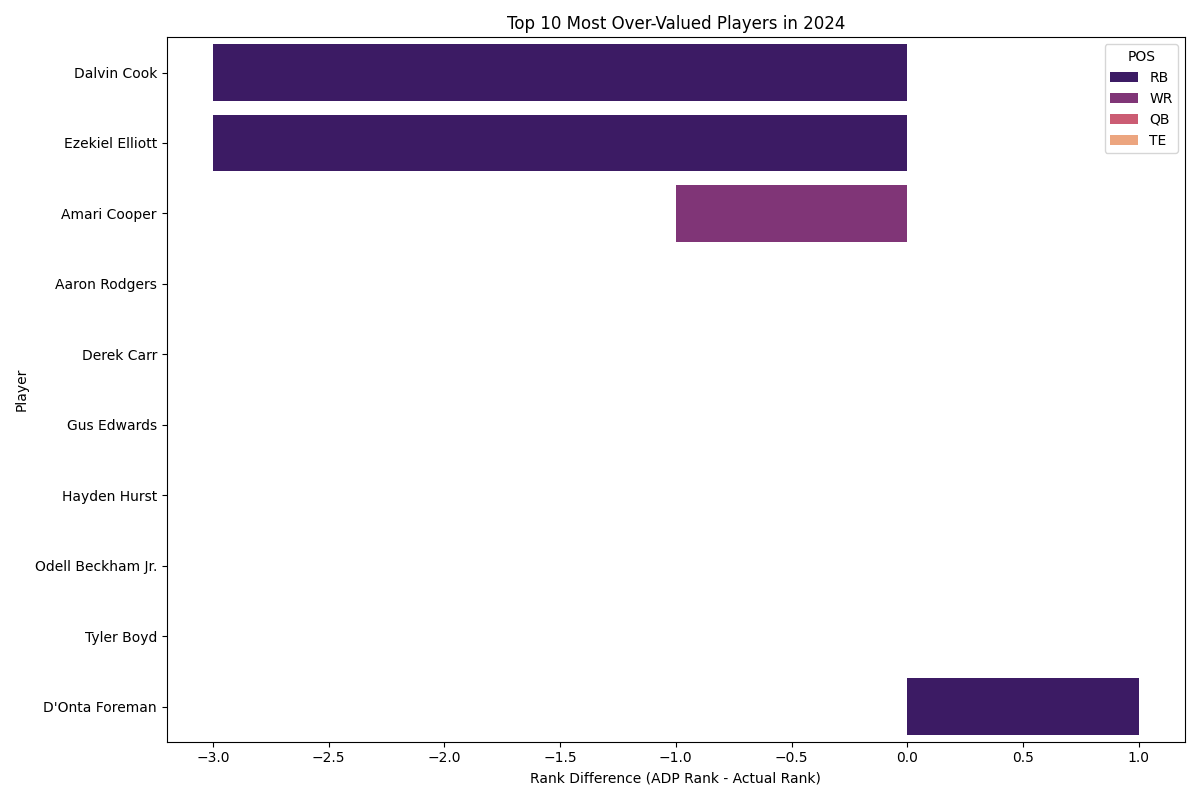 Top 10 Most Over-Valued Players in 2024
POS
RB
WR
QB
TE
Player
Dalvin Cook
Ezekiel Elliott
Amari Cooper
Aaron Rodgers
Derek Carr
Gus Edwards
Hayden Hurst
Odell Beckham Jr.
Tyler Boyd
D'Onta Foreman
−3.0 −2.5 −2.0 −1.5 −1.0 −0.5 0.0 0.5 1.0
Rank Difference (ADP Rank - Actual Rank)